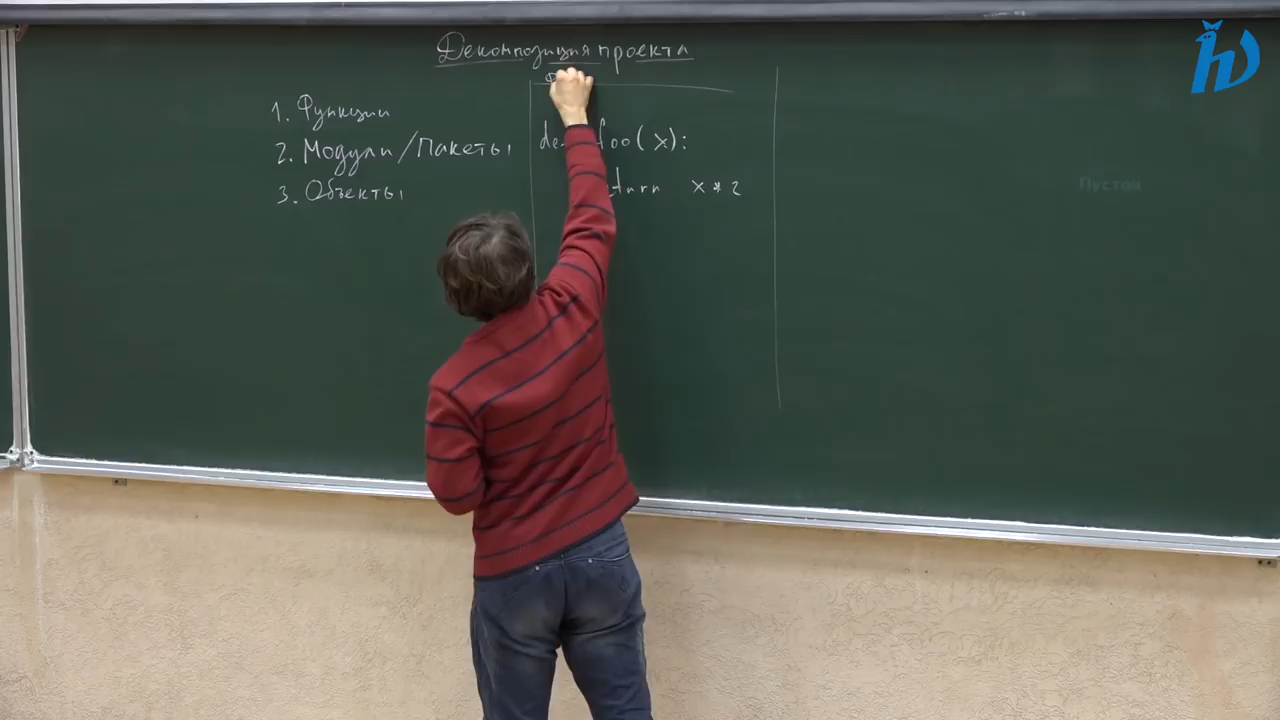 Декомпозиция проекта
1. Функции
2. Модули/Пакеты
3. Объекты
foo(x):
x*2
Пустой